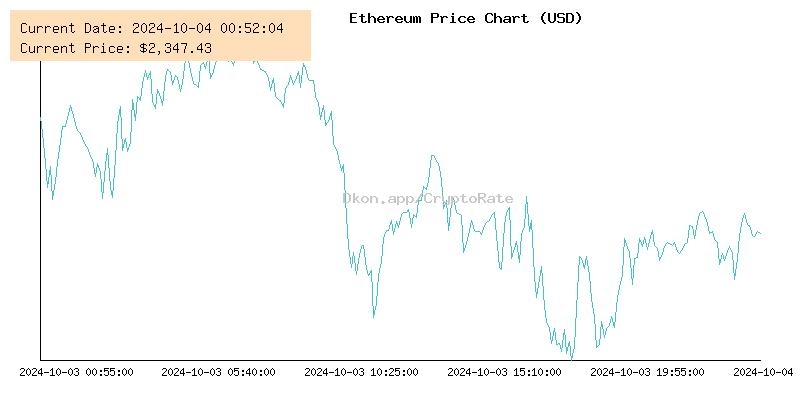 Ethereum Price Chart (USD)
Current Date: 2024-10-04 00:52:04
Current Price: $2,347.43
Dkon.app/CryptoRate
2024-10-03 00:55:00
2024-10-03 05:40:00
2024-10-03 10:25:00
2024-10-03 15:10:00
2024-10-03 19:55:00
2024-10-04